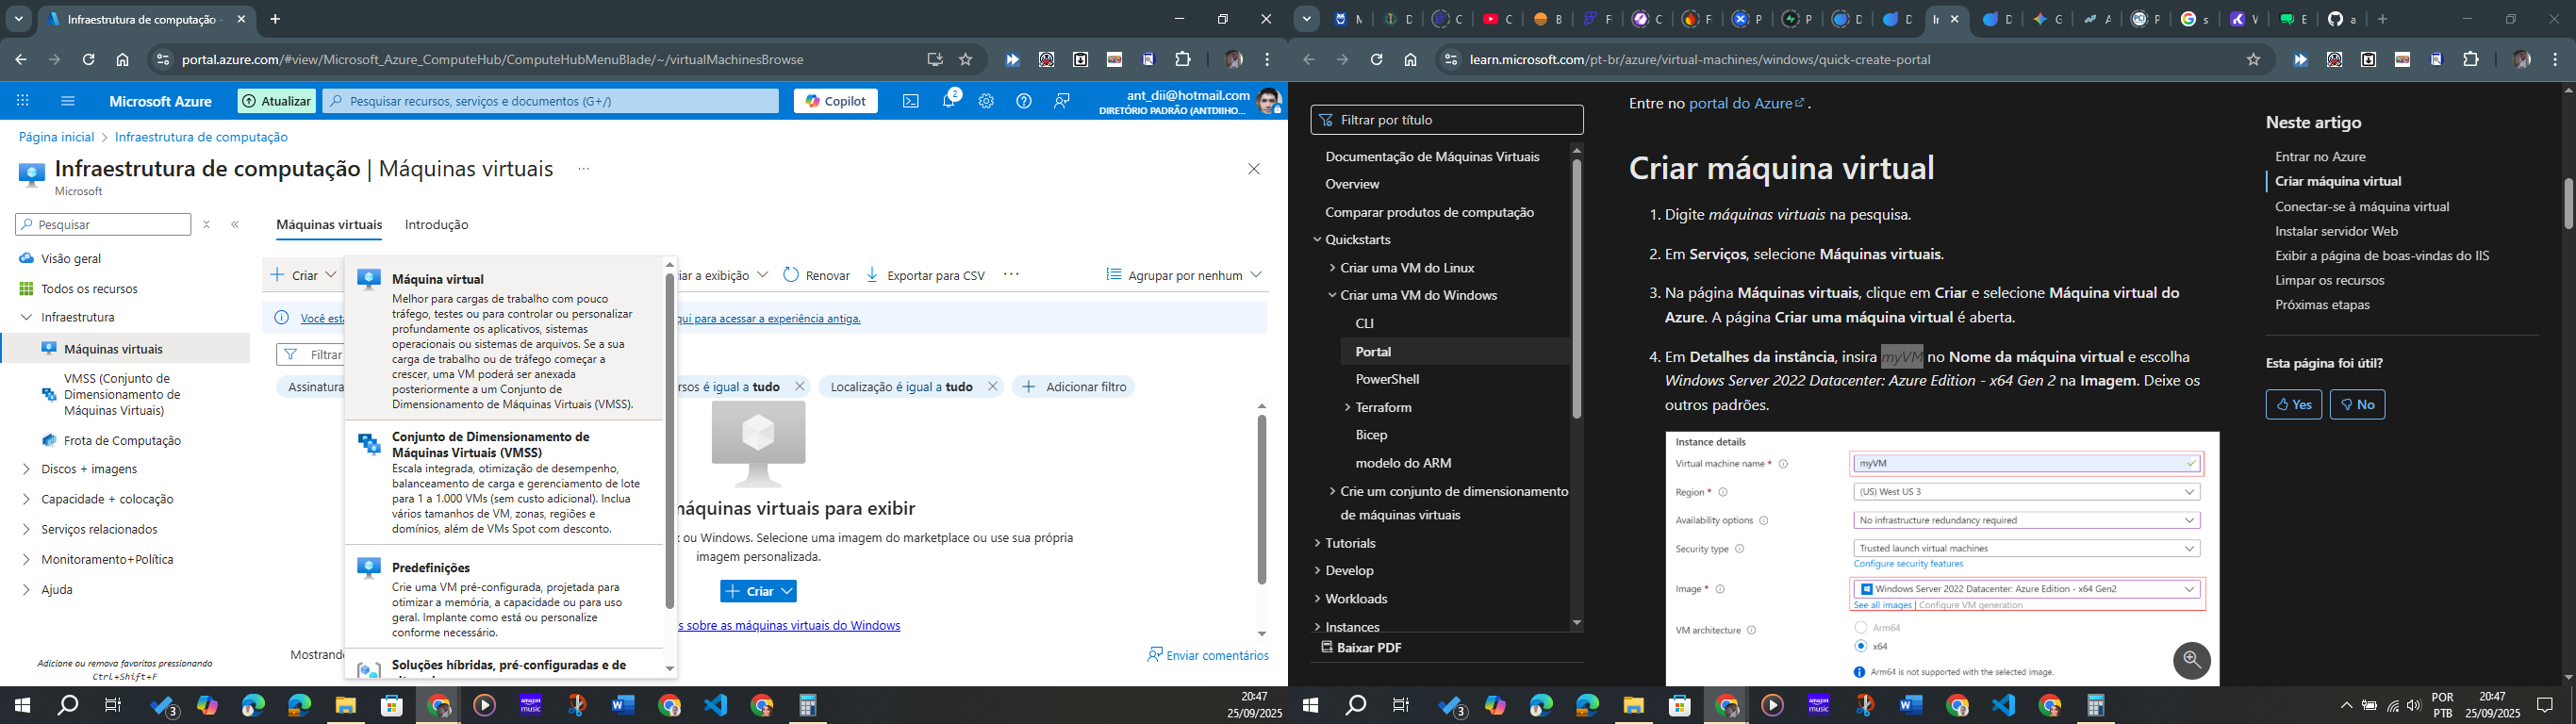 Infraestrutura de computação -
portal.azure.com/#view/Microsoft_Azure_ComputeHub/ComputeHubMenuBlade/~/virtualMachinesBrowse
Microsoft Azure
Atualizar
Pesquisar recursos, serviços e documentos (G+/)
Copilot
2
ant_dii@hotmail.com
DIRETÓRIO PADRÃO (ANTDIIHO...
Página inicial > Infraestrutura de computação
Infraestrutura de computação | Máquinas virtuais ...
Microsoft
Pesquisar
Visão geral
Todos os recursos
Infraestrutura
Máquinas virtuais
VMSS (Conjunto de
Dimensionamento de
Máquinas Virtuais)
Frota de Computação
Discos + imagens
Capacidade + colocação
Serviços relacionados
Monitoramento+Política
Ajuda
Adicione ou remova favoritos pressionando
Ctrl+Shift+F
Máquinas virtuais
Introdução
Criar
iar a exibição
Renovar
Exportar para CSV
...
Agrupar por nenhum
Você esta
qui para acessar a experiência antiga.
Filtrar
Assinatura
rsos é igual a tudo
Localização é igual a tudo
Adicionar filtro
Máquina virtual
Melhor para cargas de trabalho com pouco
tráfego, testes ou para controlar ou personalizar
profundamente os aplicativos, sistemas
operacionais ou sistemas de arquivos. Se a sua
carga de trabalho ou de tráfego começar a
crescer, uma VM poderá ser anexada
posteriormente a um Conjunto de
Dimensionamento de Máquinas Virtuais (VMSS).
Conjunto de Dimensionamento de
Máquinas Virtuais (VMSS)
Escala integrada, otimização de desempenho,
balanceamento de carga e gerenciamento de lote
para 1 a 1.000 VMs (sem custo adicional). Inclua
vários tamanhos de VM, zonas, regiões e
domínios, além de VMs Spot com desconto.
Predefinições
Crie uma VM pré-configurada, projetada para
otimizar a memória, a capacidade ou para uso
geral. Implante como está ou personalize
conforme necessário.
Soluções híbridas, pré-configuradas e de
máquinas virtuais para exibir
ou Windows. Selecione uma imagem do marketplace ou use sua própria
imagem personalizada.
Criar
s sobre as máquinas virtuais do Windows
Mostrando
Enviar comentários
3
20:47
25/09/2025
learn.microsoft.com/pt-br/azure/virtual-machines/windows/quick-create-portal
Filtrar por título
Documentação de Máquinas Virtuais
Overview
Comparar produtos de computação
Quickstarts
Criar uma VM do Linux
Criar uma VM do Windows
CLI
Portal
PowerShell
Terraform
Bicep
modelo do ARM
Crie um conjunto de dimensionamento
de máquinas virtuais
Tutorials
Develop
Workloads
Instances
Baixar PDF
Entre no portal do Azure .
Criar máquina virtual
1. Digite máquinas virtuais na pesquisa.
2. Em Serviços, selecione Máquinas virtuais.
3. Na página Máquinas virtuais, clique em Criar e selecione Máquina virtual do
Azure. A página Criar uma máquina virtual é aberta.
4. Em Detalhes da instância, insira myVM no Nome da máquina virtual e escolha
Windows Server 2022 Datacenter: Azure Edition - x64 Gen 2 na Imagem. Deixe os
outros padrões.
Instance details
Virtual machine name * myVM
Region * (US) West US 3
Availability options No infrastructure redundancy required
Security type Trusted launch virtual machines
Configure security features
Image * Windows Server 2022 Datacenter: Azure Edition - x64 Gen2
See all images | Configure VM generation
VM architecture Arm64
x64
Arm64 is not supported with the selected image.
Neste artigo
Entrar no Azure
Criar máquina virtual
Conectar-se à máquina virtual
Instalar servidor Web
Exibir a página de boas-vindas do IIS
Limpar os recursos
Próximas etapas
Esta página foi útil?
Yes
No
3
POR
PTB
20:47
25/09/2025